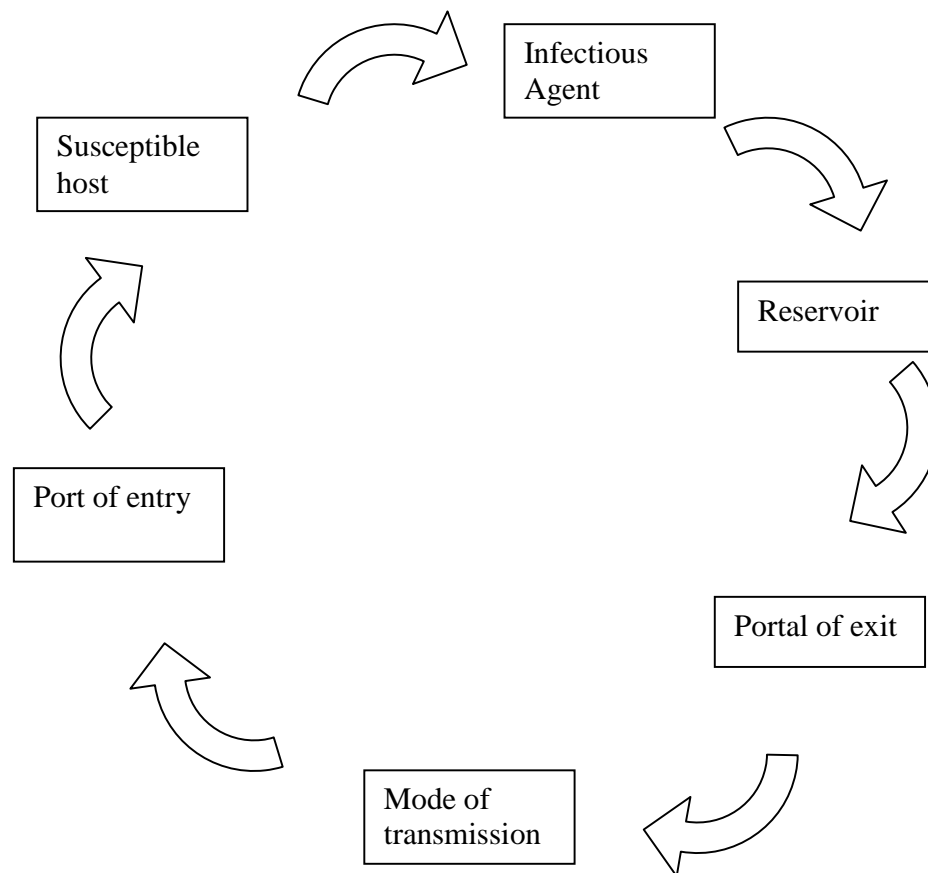 Infectious
Agent
Susceptible
host
Reservoir
Port of entry
Portal of exit
Mode of
transmission